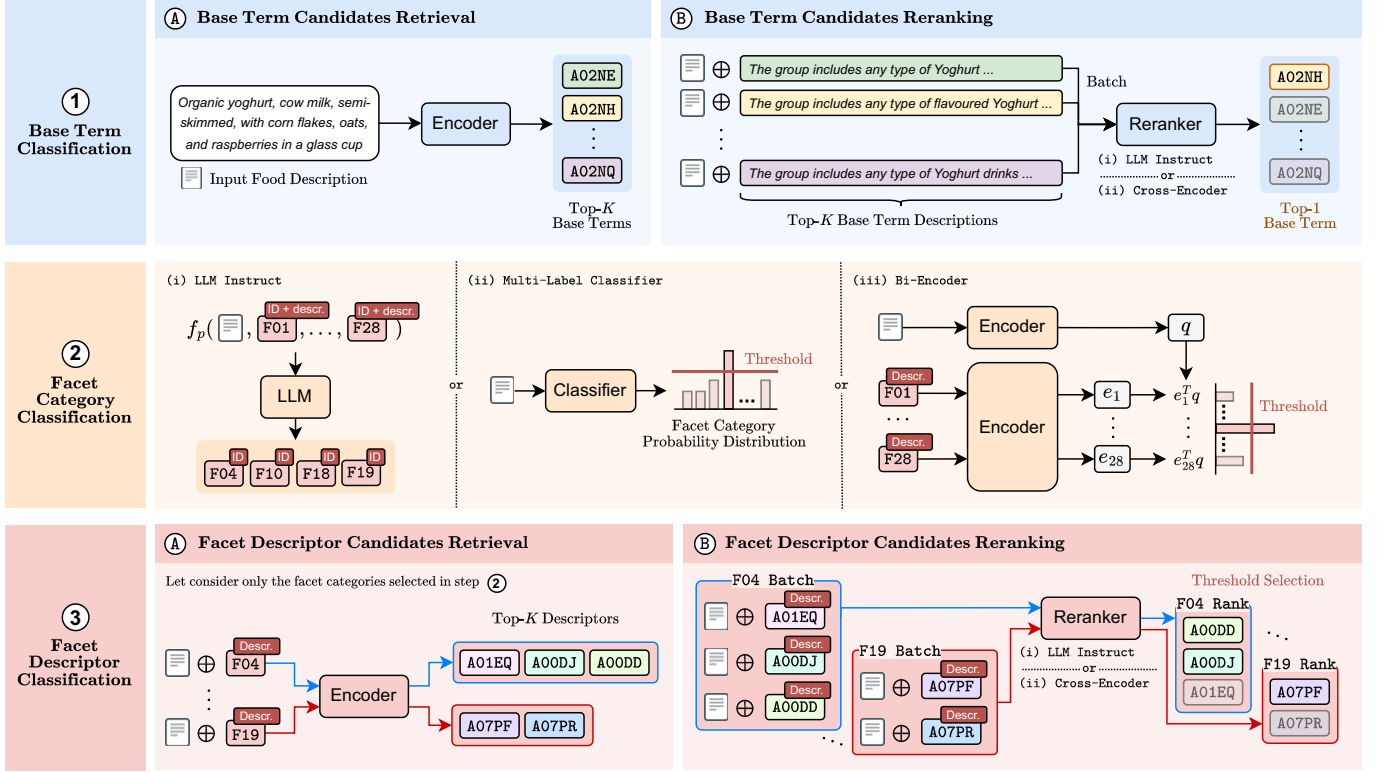 1
Base Term
Classification
A Base Term Candidates Retrieval
Organic yoghurt, cow milk, semi-
skimmed, with corn flakes, oats,
and raspberries in a glass cup
Input Food Description
Encoder
A02NE
A02NH
⋮
A02NQ
Top-K
Base Terms
B Base Term Candidates Reranking
⊕ The group includes any type of Yoghurt ...
⊕ The group includes any type of flavoured Yoghurt ...
⋮
⊕ The group includes any type of Yoghurt drinks ...
Top-K Base Term Descriptions
Batch
Reranker
(i) LLM Instruct
or
(ii) Cross-Encoder
A02NH
A02NE
⋮
A02NQ
Top-1
Base Term
2
Facet
Category
Classification
(i) LLM Instruct
ID + descr. ID + descr.
fp( , F01 , . . . , F28 )
LLM
ID ID ID ID
F04 F10 F18 F19
or
(ii) Multi-Label Classifier
Classifier
Threshold
...
Facet Category
Probability Distribution
or
(iii) Bi-Encoder
Encoder
q
Descr.
F01
...
Descr.
F28
Encoder
e1
⋮
e28
e1^T q
⋮
e28^T q
Threshold
3
Facet
Descriptor
Classification
A Facet Descriptor Candidates Retrieval
Let consider only the facet categories selected in step 2
Descr.
⊕ F04
⋮
Descr.
⊕ F19
Encoder
Top-K Descriptors
A01EQ A00DJ A00DD
A07PF A07PR
B Facet Descriptor Candidates Reranking
F04 Batch
Descr.
⊕ A01EQ
Descr.
⊕ A00DJ
Descr.
⊕ A00DD
F19 Batch
Descr.
⊕ A07PF
Descr.
⊕ A07PR
...
Reranker
(i) LLM Instruct
or
(ii) Cross-Encoder
Threshold Selection
F04 Rank
A00DD
A00DJ
A01EQ
...
F19 Rank
A07PF
A07PR